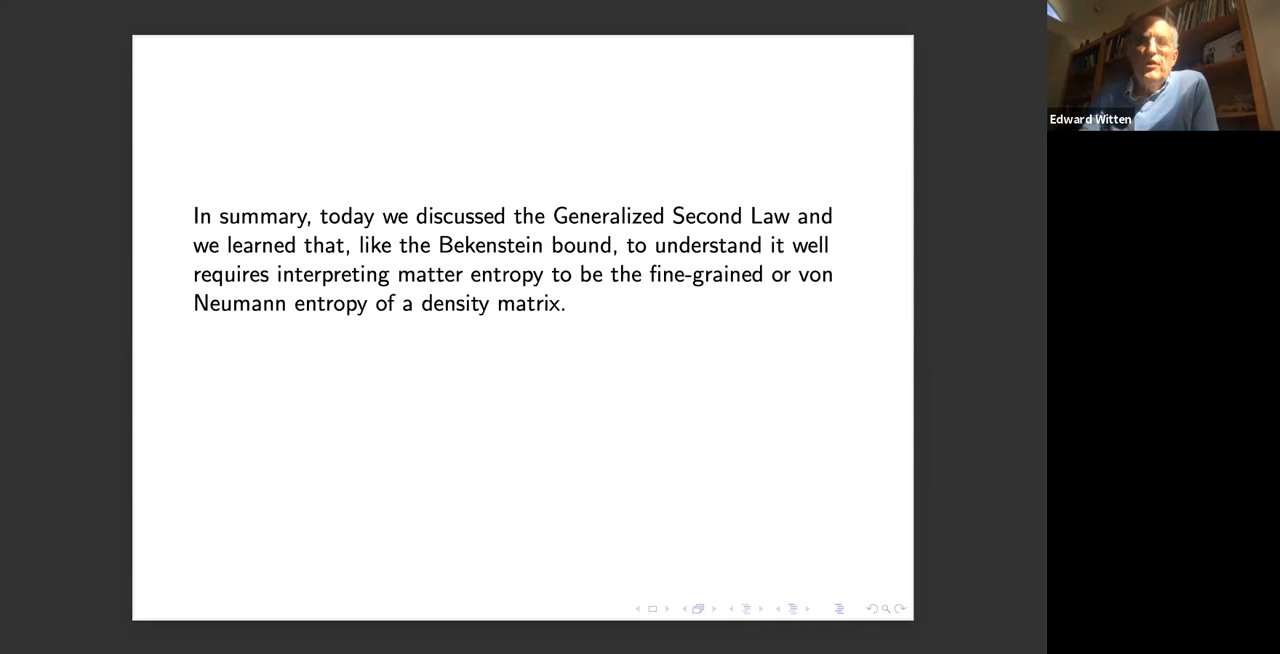 In summary, today we discussed the Generalized Second Law and
we learned that, like the Bekenstein bound, to understand it well
requires interpreting matter entropy to be the fine-grained or von
Neumann entropy of a density matrix.
Edward Witten